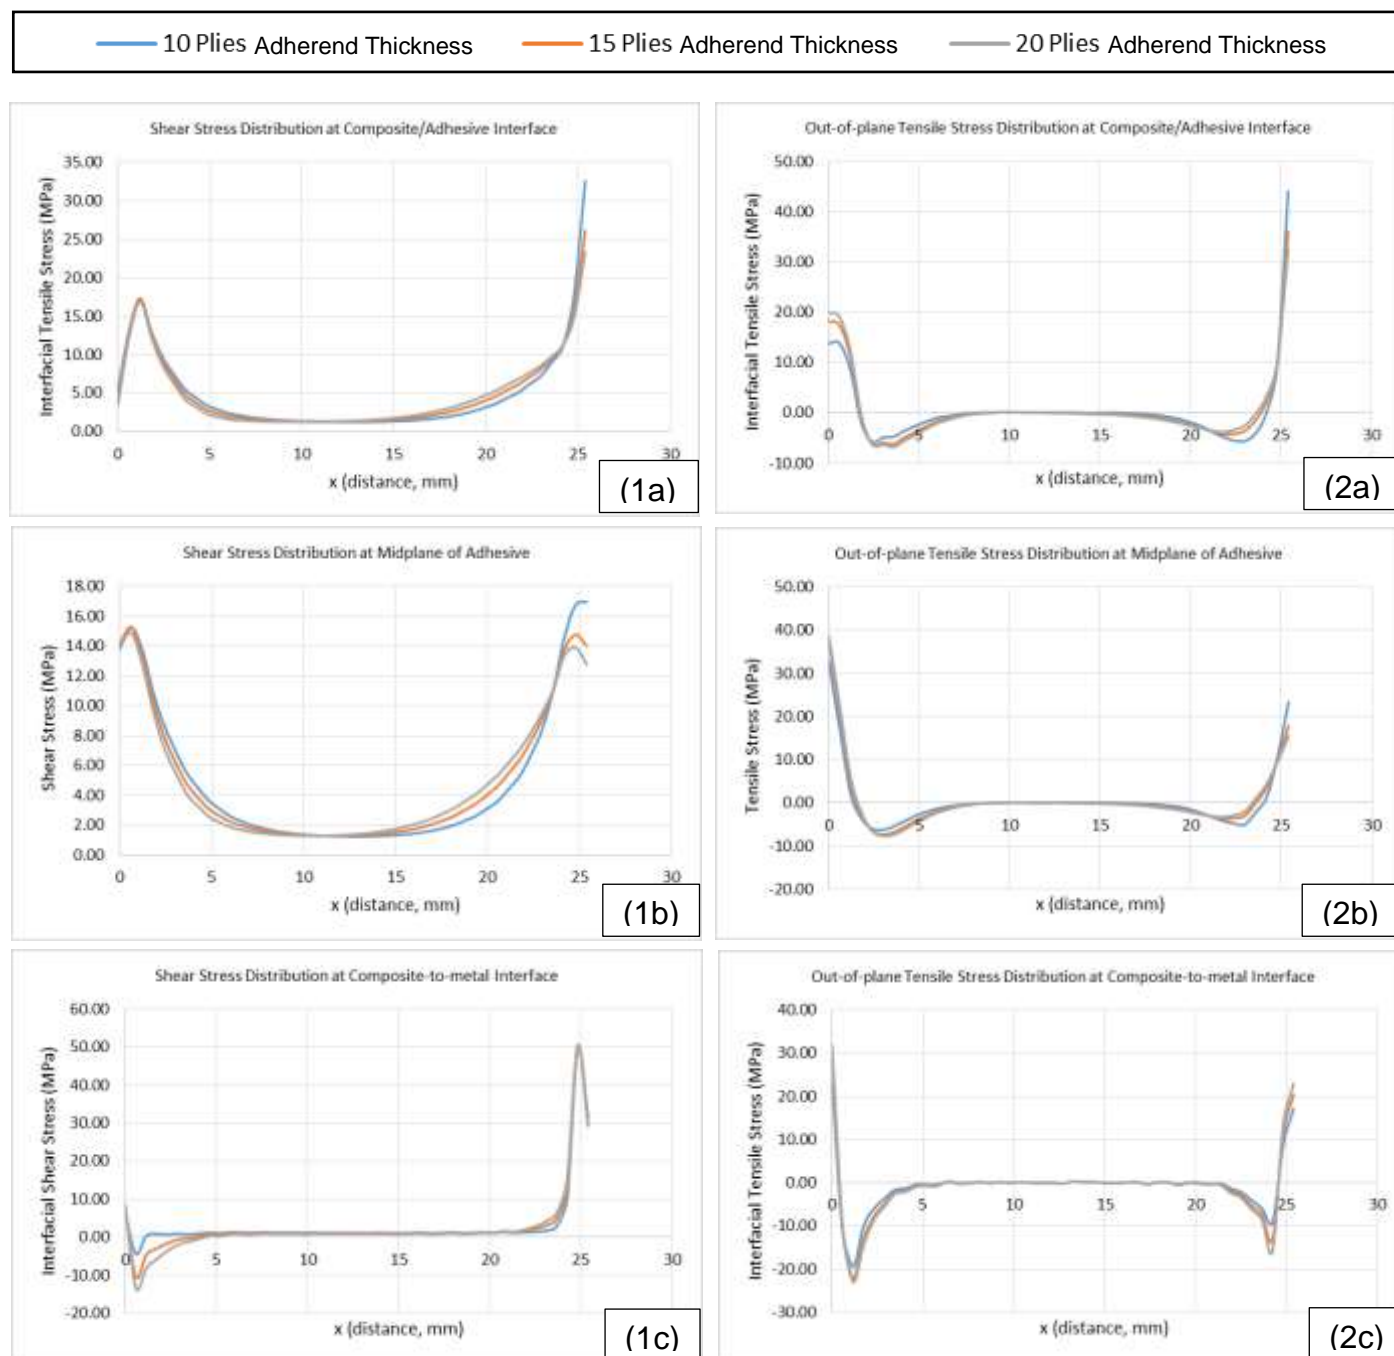 10 Plies Adherend Thickness 15 Plies Adherend Thickness 20 Plies Adherend Thickness
Shear Stress Distribution at Composite/Adhesive Interface
Interfacial Tensile Stress (MPa)
35.00
30.00
25.00
20.00
15.00
10.00
5.00
0.00
0 5 10 15 20 25 30
x (distance, mm)
(1a)
Out-of-plane Tensile Stress Distribution at Composite/Adhesive Interface
Interfacial Tensile Stress (MPa)
50.00
40.00
30.00
20.00
10.00
0.00
-10.00
0 5 10 15 20 25 30
x (distance, mm)
(2a)
Shear Stress Distribution at Midplane of Adhesive
Shear Stress (MPa)
18.00
16.00
14.00
12.00
10.00
8.00
6.00
4.00
2.00
0.00
0 5 10 15 20 25 30
x (distance, mm)
(1b)
Out-of-plane Tensile Stress Distribution at Midplane of Adhesive
Tensile Stress (MPa)
50.00
40.00
30.00
20.00
10.00
0.00
-10.00
-20.00
0 5 10 15 20 25 30
x (distance, mm)
(2b)
Shear Stress Distribution at Composite-to-metal Interface
Interfacial Shear Stress (MPa)
60.00
50.00
40.00
30.00
20.00
10.00
0.00
-10.00
-20.00
0 5 10 15 20 25 30
x (distance, mm)
(1c)
Out-of-plane Tensile Stress Distribution at Composite-to-metal Interface
Interfacial Tensile Stress (MPa)
40.00
30.00
20.00
10.00
0.00
-10.00
-20.00
-30.00
0 5 10 15 20 25 30
x (distance, mm)
(2c)